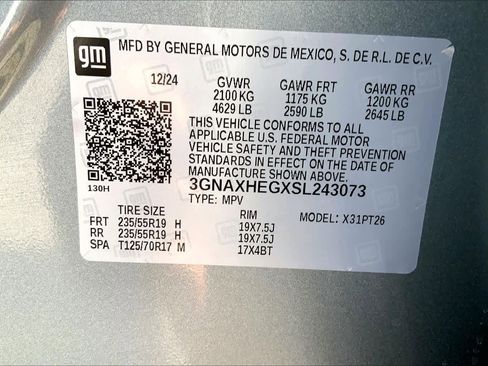 gm
MFD BY GENERAL MOTORS DE MEXICO, S. DE R.L. DE C.V.
12/24 GVWR GAWR FRT GAWR RR
2100 KG 1175 KG 1200 KG
4629 LB 2590 LB 2645 LB
THIS VEHICLE CONFORMS TO ALL
APPLICABLE U.S. FEDERAL MOTOR
VEHICLE SAFETY AND THEFT PREVENTION
STANDARDS IN EFFECT ON THE DATE OF
MANUFACTURE SHOWN ABOVE.
130H 3GNAXHEGXSL243073
TYPE: MPV
TIRE SIZE RIM MODEL: X31PT26
FRT 235/55R19 H 19X7.5J
RR 235/55R19 H 19X7.5J
SPA T125/70R17 M 17X4BT